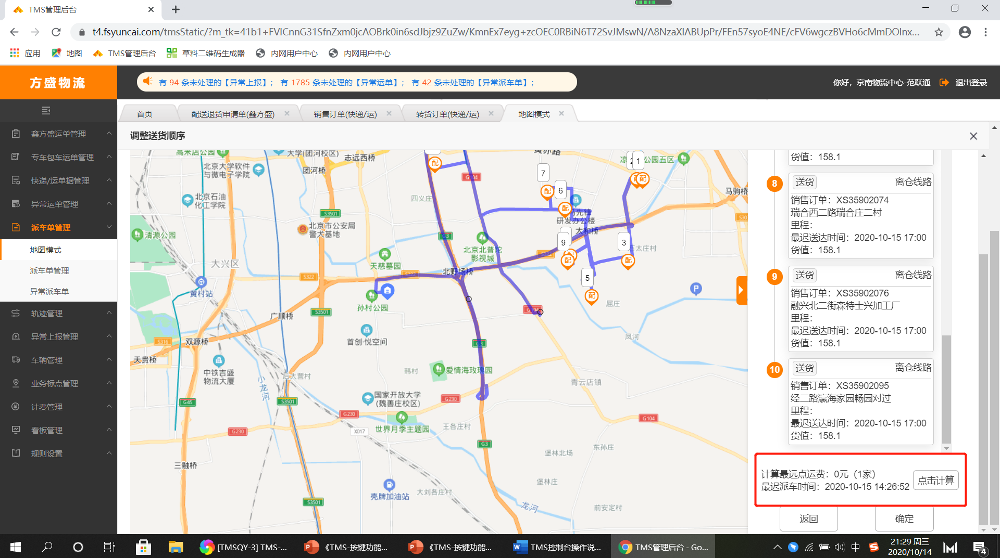 TMS管理后台
t4.fsyuncai.com/tmsStatic/?m_tk=41b1+FVICnnG31SfnZxm0jcAOBrk0in6sdJbjz9ZuZw/KmnEx7eyg+zcOEC0RBiN6T72SvJMswN/A8NzaXlABUpPr/FEn57syoE4NE/cFV6wgczBVHo6cMmDOlnx...
应用
地图
TMS管理后台
草料二维码生成器
内网用户中心
内网用户中心
方盛物流
有 94 条未处理的【异常上报】; 有 1785 条未处理的【异常运单】; 有 42 条未处理的【异常派车单】;
你好，京南物流中心-范跃通
退出登录
首页
配送退货申请单(鑫方盛)
销售订单(快递/运)
转货订单(快递/运)
地图模式
鑫方盛运单管理
专车包车运单管理
快递/运单据管理
异常运单管理
派车单管理
地图模式
派车单管理
异常派车单
轨迹管理
异常上报管理
车辆管理
业务标点管理
计费管理
看板管理
规则设置
调整送货顺序
高米店公园
大学(团河校区)
志远西桥
北京大学软件
与微电子学院
团河桥
北京石油
化工学院
四义庄
G104
S3501
北京市公安局
警犬基地
清源公园
大兴区
天慈墓园
G3
北京北普陀
影视城
S322
北野场桥
黄村站
孙村公园
广顺桥
S3501
首创·悦空间
S316
双源桥
天贵桥
中铁吉盛
物流大厦
小龙河
后大营村
韩村
爱情海玫瑰园
G3
国家开放大学
(魏善庄校区)
G230
G45
S3501
G230
世界月季主题园
王各庄村
X017
G230
G3
三融桥
壳牌加油站
大刘各庄村
S3501
龙河
堡林北场
东孙庄
堡林庄
前安定村
青云店镇
G104
凤河
屈庄
石太庄村
太和桥
研发办公楼
马驹桥
公园五区
1
7
6
9
3
5
配
配
配
配
配
配
配
P
货值：158.1
8
送货
离仓线路
销售订单：XS35902074
瑞合西二路瑞合庄二村
里程：
最迟送达时间：2020-10-15 17:00
货值：158.1
9
送货
离仓线路
销售订单：XS35902076
融兴北二街森特士兴加工厂
里程：
最迟送达时间：2020-10-15 17:00
货值：158.1
10
送货
离仓线路
销售订单：XS35902095
经二路瀛海家园畅园对过
里程：
最迟送达时间：2020-10-15 17:00
货值：158.1
计算最远点运费：0元（1家）
最迟派车时间：2020-10-15 14:26:52
点击计算
返回
确定
[TMSQY-3] TMS-...
《TMS-按键功能...
《TMS-按键功能...
TMS控制台操作说...
TMS管理后台 - Go...
中
21:29 周三
2020/10/14
4